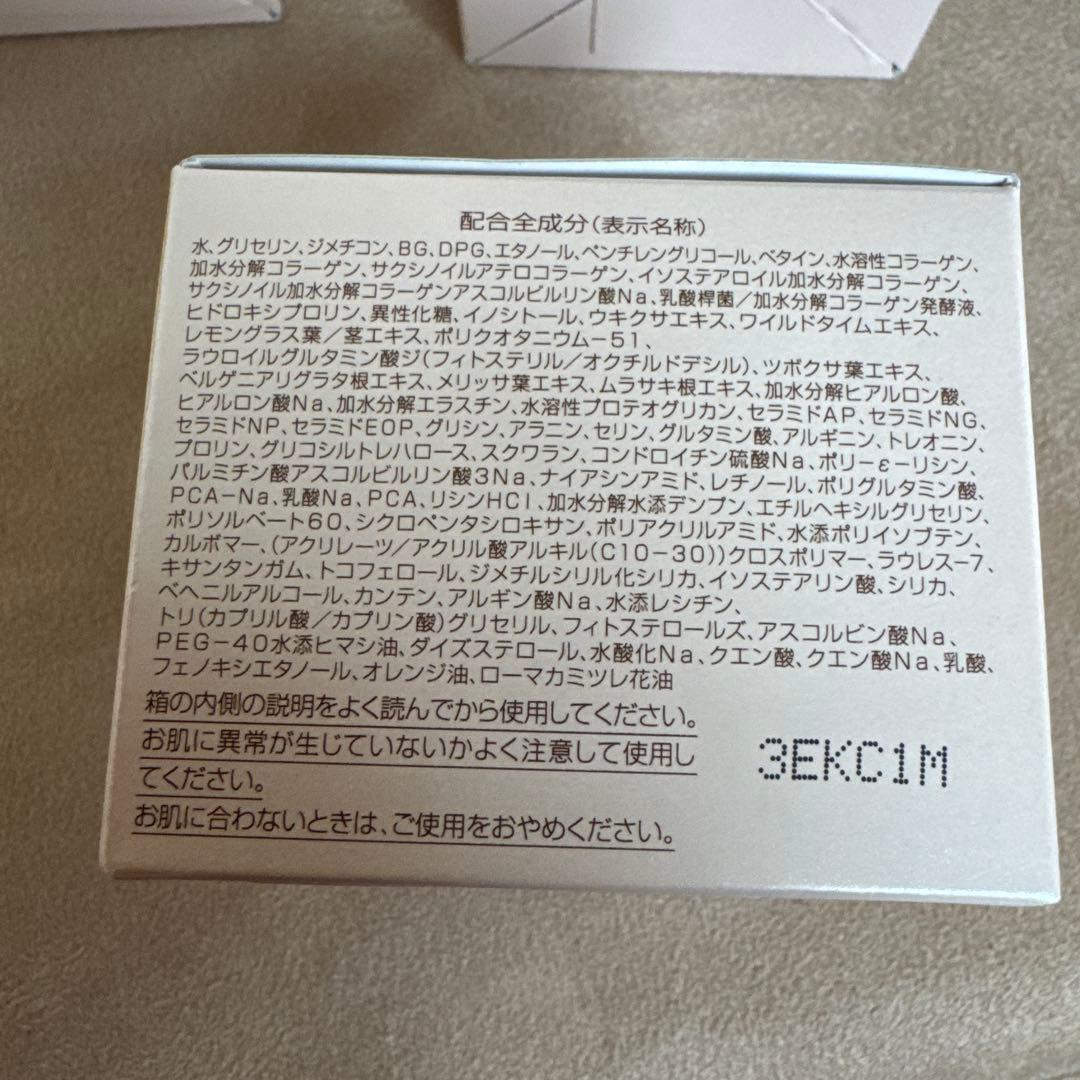 配合全成分(表示名称)
水、グリセリン、ジメチコン、BG、DPG、エタノール、ペンチレングリコール、ベタイン、水溶性コラーゲン、
加水分解コラーゲン、サクシノイルアテロコラーゲン、イソステアロイル加水分解コラーゲン、
サクシノイル加水分解コラーゲンアスコルビルリン酸Na、乳酸桿菌/加水分解コラーゲン発酵液、
ヒドロキシプロリン、異性化糖、イノシトール、ウキクサエキス、ワイルドタイムエキス、
レモングラス葉/茎エキス、ポリクオタニウム-51、
ラウロイルグルタミン酸ジ(フィトステリル/オクチルドデシル)、ツボクサ葉エキス、
ベルゲニアリグラタ根エキス、メリッサ葉エキス、ムラサキ根エキス、加水分解ヒアルロン酸、
ヒアルロン酸Na、加水分解エラスチン、水溶性プロテオグリカン、セラミドAP、セラミドNG、
セラミドNP、セラミドEOP、グリシン、アラニン、セリン、グルタミン酸、アルギニン、トレオニン、
プロリン、グリコシルトレハロース、スクワラン、コンドロイチン硫酸Na、ポリ-ε-リシン、
パルミチン酸アスコルビルリン酸3Na、ナイアシンアミド、レチノール、ポリグルタミン酸、
PCA-Na、乳酸Na、PCA、リシンHCl、加水分解水添デンプン、エチルヘキシルグリセリン、
ポリソルベート60、シクロペンタシロキサン、ポリアクリルアミド、水添ポリイソブテン、
カルボマー、(アクリレーツ/アクリル酸アルキル(C10-30))クロスポリマー、ラウレス-7、
キサンタンガム、トコフェロール、ジメチルシリル化シリカ、イソステアリン酸、シリカ、
ベヘニルアルコール、カンテン、アルギン酸Na、水添レシチン、
トリ(カプリル酸/カプリン酸)グリセリル、フィトステロールズ、アスコルビン酸Na、
PEG-40水添ヒマシ油、ダイズステロール、水酸化Na、クエン酸、クエン酸Na、乳酸、
フェノキシエタノール、オレンジ油、ローマカミツレ花油
箱の内側の説明をよく読んでから使用してください。
お肌に異常が生じていないかよく注意して使用し
てください。
お肌に合わないときは、ご使用をおやめください。
3EKC1M